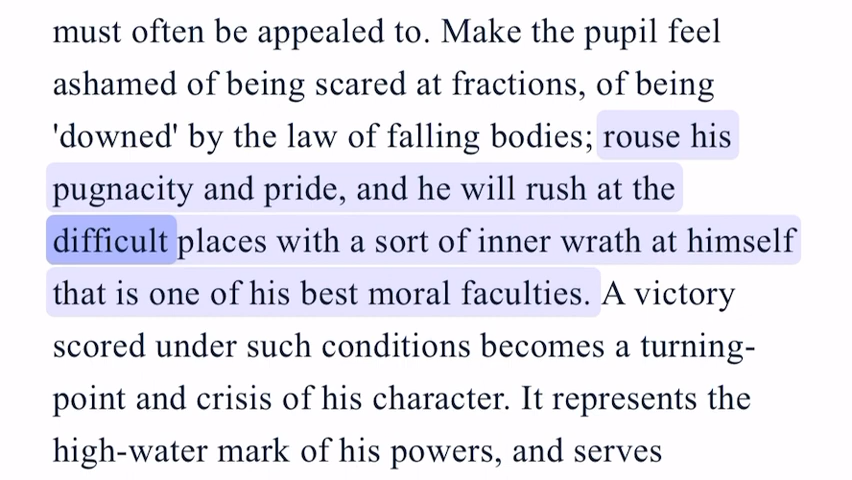 must often be appealed to. Make the pupil feel
ashamed of being scared at fractions, of being
'downed' by the law of falling bodies; rouse his
pugnacity and pride, and he will rush at the
difficult places with a sort of inner wrath at himself
that is one of his best moral faculties. A victory
scored under such conditions becomes a turning-
point and crisis of his character. It represents the
high-water mark of his powers, and serves